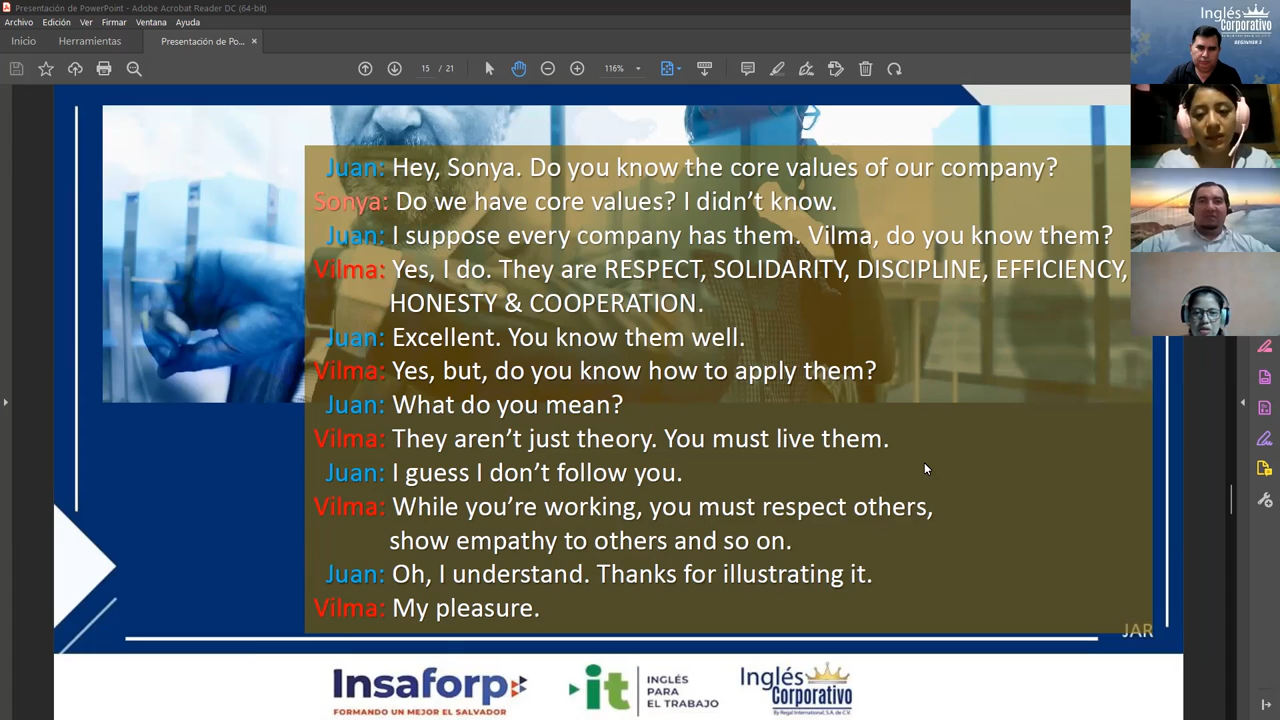 Presentación de PowerPoint - Adobe Acrobat Reader DC (64-bit)
Archivo Edición Ver Firmar Ventana Ayuda
Inicio Herramientas Presentación de Po... ×
15 / 21 116%
Juan: Hey, Sonya. Do you know the core values of our company?
Sonya: Do we have core values? I didn’t know.
Juan: I suppose every company has them. Vilma, do you know them?
Vilma: Yes, I do. They are RESPECT, SOLIDARITY, DISCIPLINE, EFFICIENCY,
HONESTY & COOPERATION.
Juan: Excellent. You know them well.
Vilma: Yes, but, do you know how to apply them?
Juan: What do you mean?
Vilma: They aren’t just theory. You must live them.
Juan: I guess I don’t follow you.
Vilma: While you’re working, you must respect others,
show empathy to others and so on.
Juan: Oh, I understand. Thanks for illustrating it.
Vilma: My pleasure.
JAR
Insaforp
FORMANDO UN MEJOR EL SALVADOR
it
INGLÉS
PARA
EL TRABAJO
Inglés
Corporativo
By Regal International, S.A. de C.V.
Inglés
Corporativo
BEGINNER 2